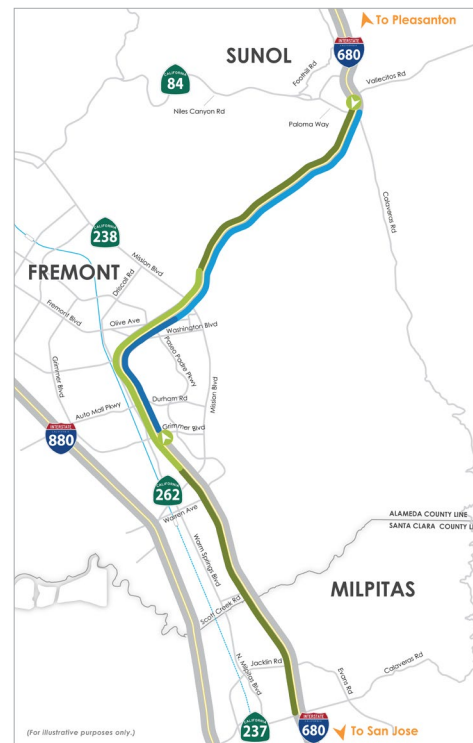 To Pleasanton
INTERSTATE
680
SUNOL
CALIFORNIA
84
Foothill Rd
Vallecitos Rd
Niles Canyon Rd
Paloma Way
Calaveras Rd
CALIFORNIA
238
Mission Blvd
FREMONT
Driscoll Rd
Fremont Blvd
Olive Ave
Washington Blvd
Paseo Padre Pkwy
Grimmer Blvd
Mission Blvd
Durham Rd
Auto Mall Pkwy
Grimmer Blvd
INTERSTATE
880
CALIFORNIA
262
Warren Ave
ALAMEDA COUNTY LINE
SANTA CLARA COUNTY LI
Warm Springs Blvd
MILPITAS
Scott Creek Rd
N. Milpitas Blvd
Jacklin Rd
Evans Rd
Calaveras Rd
(For illustrative purposes only.)
CALIFORNIA
237
INTERSTATE
680
To San Jose